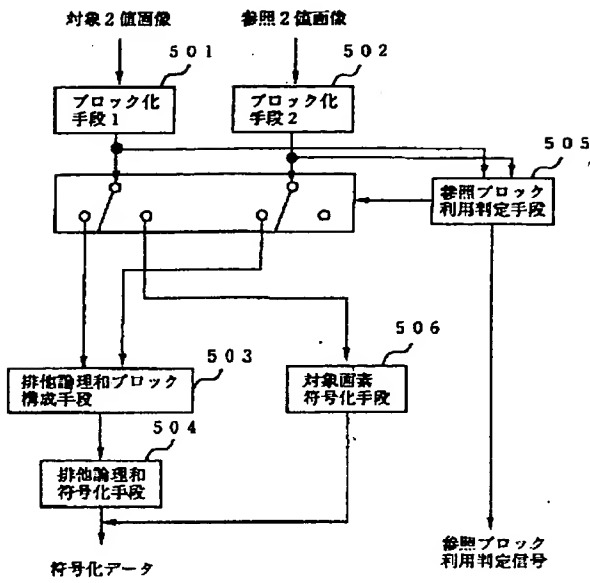 対象2値画像
参照2値画像
501
502
ブロック化
手段1
ブロック化
手段2
505
参照ブロック
利用判定手段
503
506
排他論理和ブロック
構成手段
対象画素
符号化手段
504
排他論理和
符号化手段
符号化データ
参照ブロック
利用判定信号